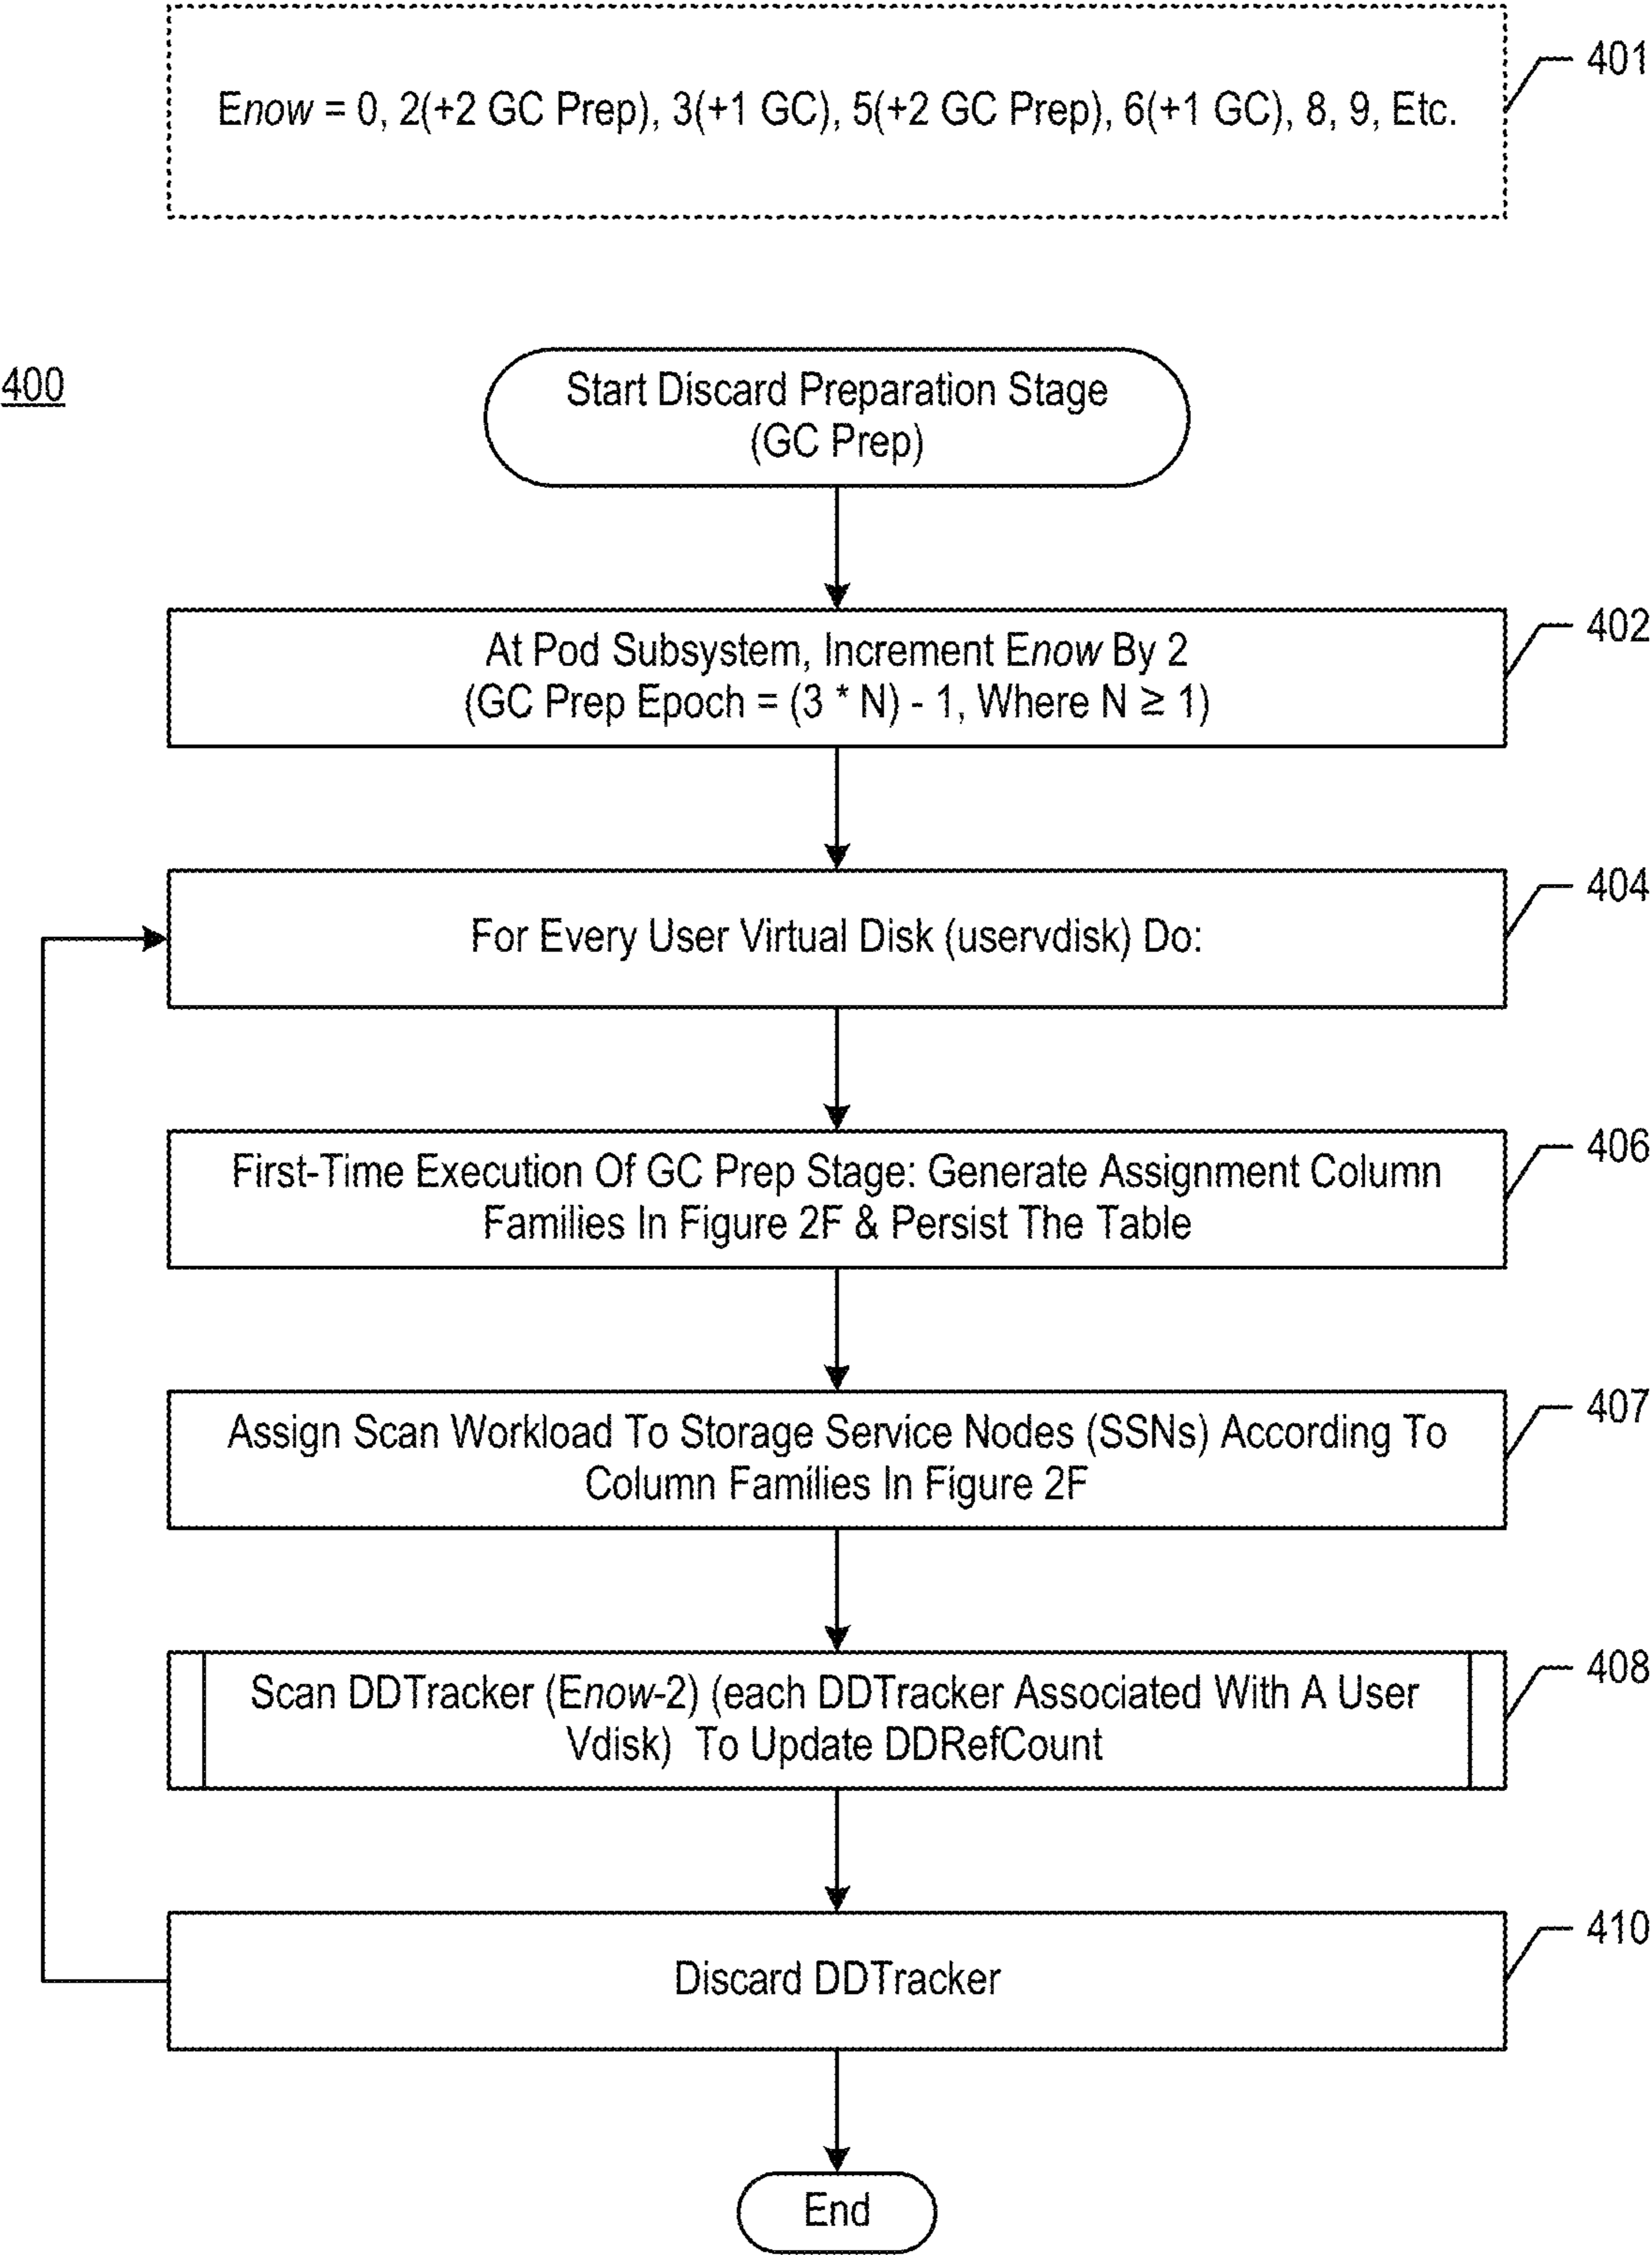 401
Enow = 0, 2(+2 GC Prep), 3(+1 GC), 5(+2 GC Prep), 6(+1 GC), 8, 9, Etc.
400
Start Discard Preparation Stage
(GC Prep)
402
At Pod Subsystem, Increment Enow By 2
(GC Prep Epoch = (3 * N) - 1, Where N ≥ 1)
404
For Every User Virtual Disk (uservdisk) Do:
406
First-Time Execution Of GC Prep Stage: Generate Assignment Column
Families In Figure 2F & Persist The Table
407
Assign Scan Workload To Storage Service Nodes (SSNs) According To
Column Families In Figure 2F
408
Scan DDTracker (Enow-2) (each DDTracker Associated With A User
Vdisk) To Update DDRefCount
410
Discard DDTracker
End